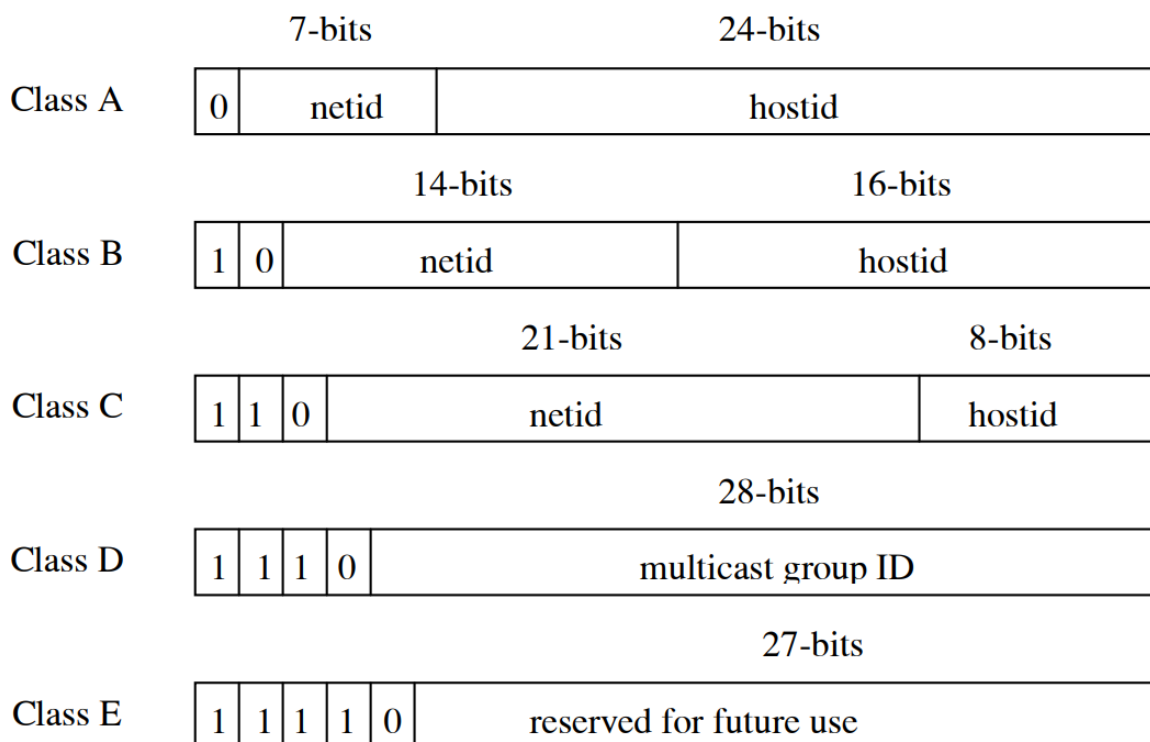 7-bits 24-bits
Class A 0 netid hostid
14-bits 16-bits
Class B 1 0 netid hostid
21-bits 8-bits
Class C 1 1 0 netid hostid
28-bits
Class D 1 1 1 0 multicast group ID
27-bits
Class E 1 1 1 1 0 reserved for future use